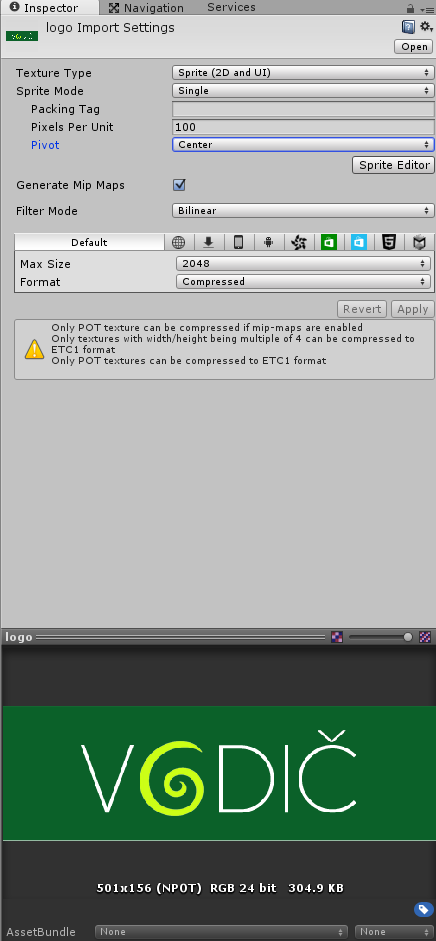 Inspector Navigation Services
logo Import Settings
Open
Texture Type Sprite (2D and UI)
Sprite Mode Single
Packing Tag
Pixels Per Unit 100
Pivot Center
Sprite Editor
Generate Mip Maps
Filter Mode Bilinear
Default
Max Size 2048
Format Compressed
Revert Apply
Only POT texture can be compressed if mip-maps are enabled
Only textures with width/height being multiple of 4 can be compressed to
ETC1 format
Only POT textures can be compressed to ETC1 format
logo
VODIČ
501x156 (NPOT) RGB 24 bit 304.9 KB
AssetBundle None None